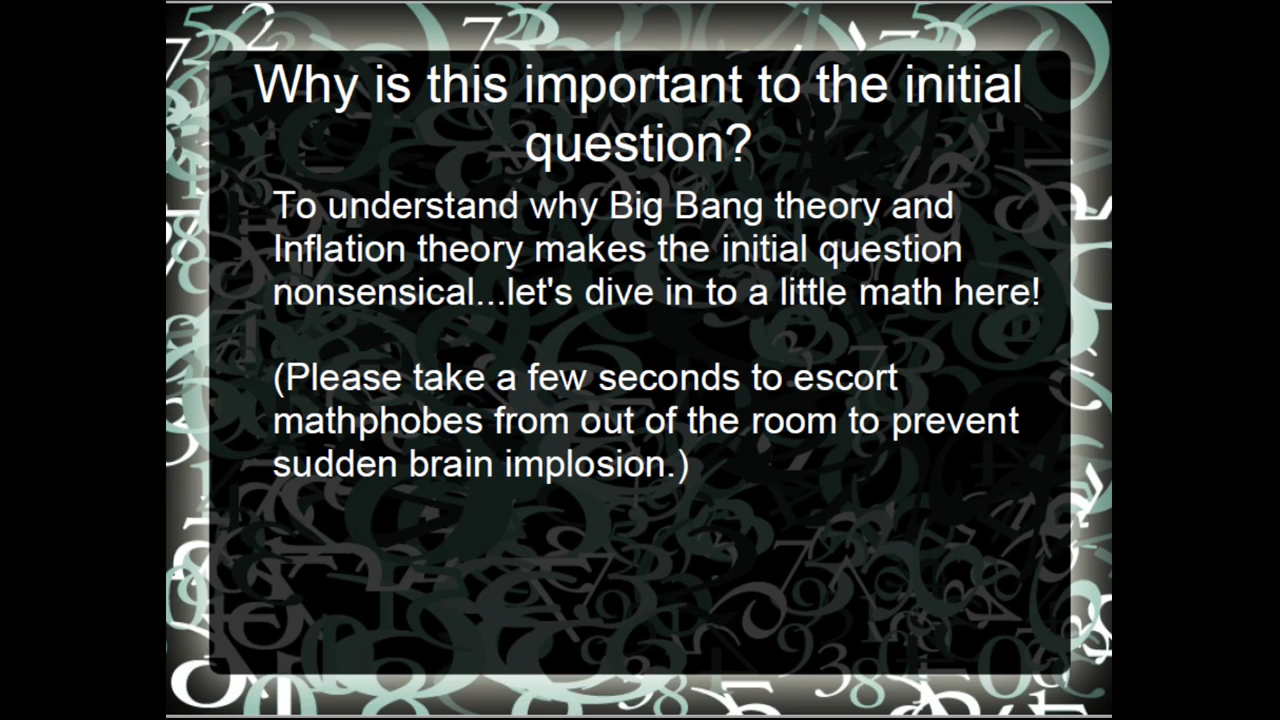 Why is this important to the initial
question?
To understand why Big Bang theory and
Inflation theory makes the initial question
nonsensical...let's dive in to a little math here!
(Please take a few seconds to escort
mathphobes from out of the room to prevent
sudden brain implosion.)